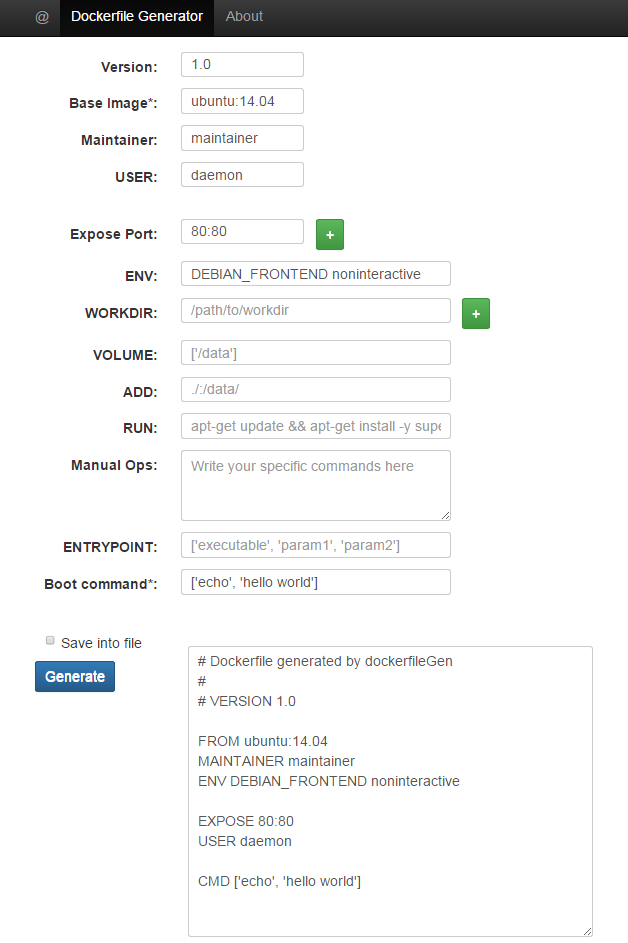 @ Dockerfile Generator About
Version: 1.0
Base Image*: ubuntu:14.04
Maintainer: maintainer
USER: daemon
Expose Port: 80:80 +
ENV: DEBIAN_FRONTEND noninteractive
WORKDIR: /path/to/workdir +
VOLUME: ['/data']
ADD: ./:/data/
RUN: apt-get update && apt-get install -y supe
Manual Ops: Write your specific commands here
ENTRYPOINT: ['executable', 'param1', 'param2']
Boot command*: ['echo', 'hello world']
Save into file
Generate
# Dockerfile generated by dockerfileGen
#
# VERSION 1.0
FROM ubuntu:14.04
MAINTAINER maintainer
ENV DEBIAN_FRONTEND noninteractive
EXPOSE 80:80
USER daemon
CMD ['echo', 'hello world']